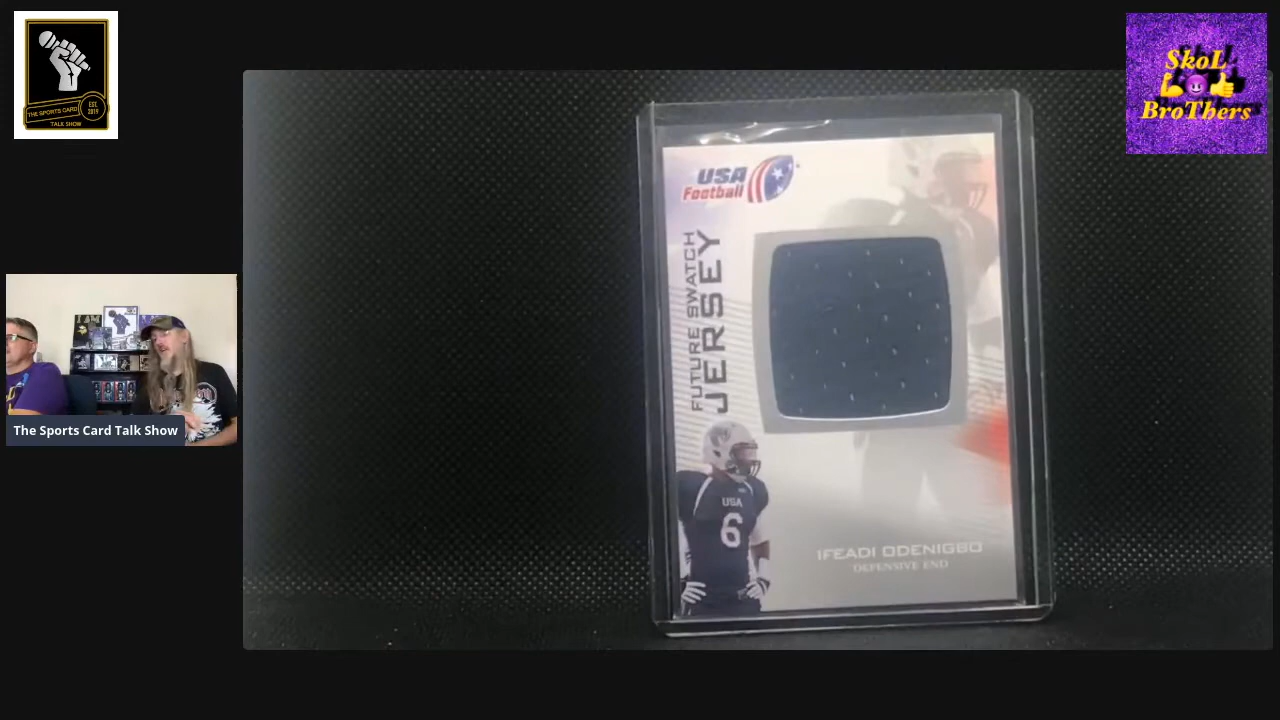 THE SPORTS CARD
TALK SHOW
EST.
2019
SkoL
BroThers
I AM
The Sports Card Talk Show
USA
Football
FUTURE SWATCH
JERSEY
USA
6
IFEADI ODENIGBO
DEFENSIVE END